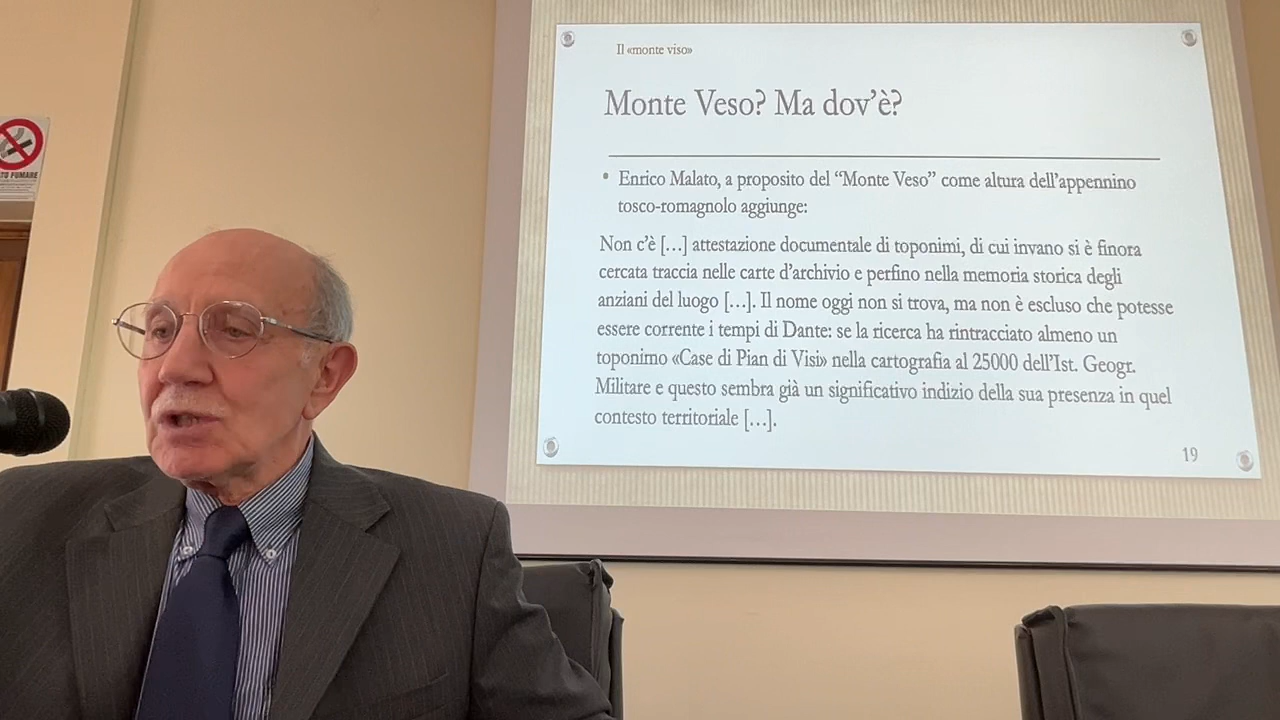 Il «monte viso»
Monte Veso? Ma dov'è?
• Enrico Malato, a proposito del “Monte Veso” come altura dell'appennino
tosco-romagnolo aggiunge:
Non c'è […] attestazione documentale di toponimi, di cui invano si è finora
cercata traccia nelle carte d'archivio e perfino nella memoria storica degli
anziani del luogo […]. Il nome oggi non si trova, ma non è escluso che potesse
essere corrente i tempi di Dante: se la ricerca ha rintracciato almeno un
toponimo «Case di Pian di Visi» nella cartografia al 25000 dell'Ist. Geogr.
Militare e questo sembra già un significativo indizio della sua presenza in quel
contesto territoriale […].
19
FUMARE